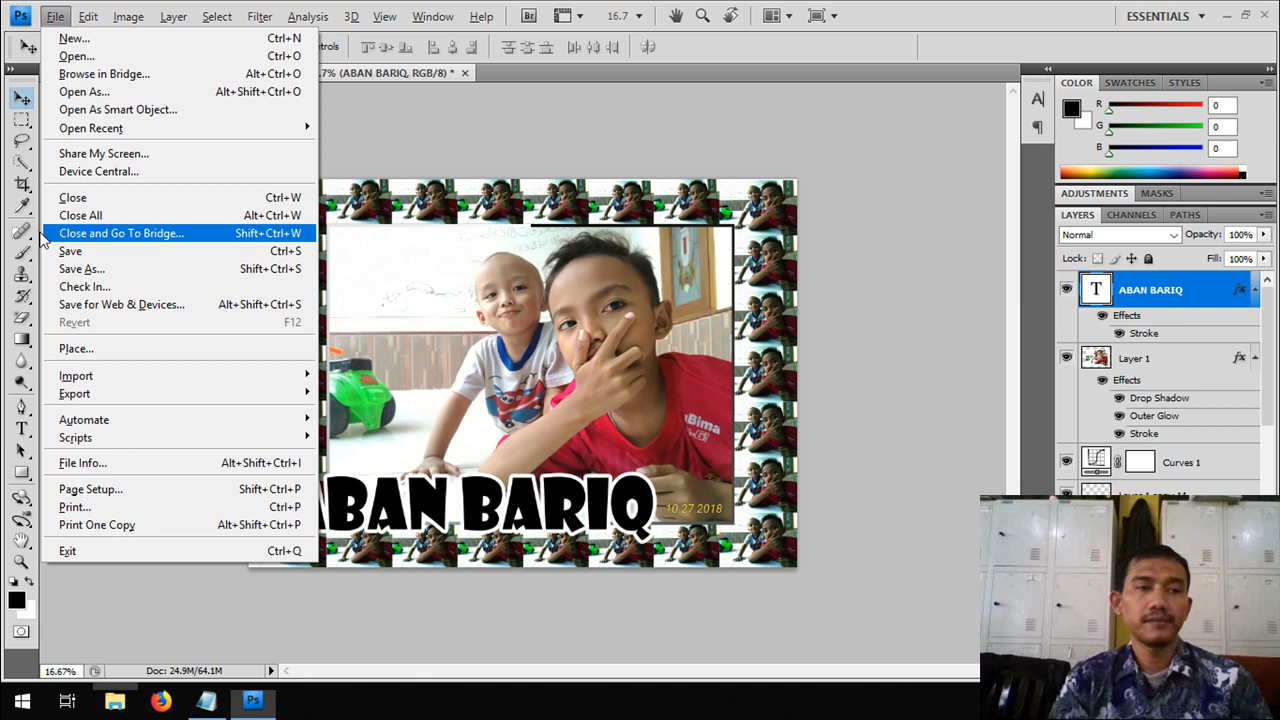 Ps File Edit Image Layer Select Filter Analysis 3D View Window Help Br 16.7 ESSENTIALS
7% (ABAN BARIQ, RGB/8) *
New... Ctrl+N
Open... Ctrl+O
Browse in Bridge... Alt+Ctrl+O
Open As... Alt+Shift+Ctrl+O
Open As Smart Object...
Open Recent
Share My Screen...
Device Central...
Close Ctrl+W
Close All Alt+Ctrl+W
Close and Go To Bridge... Shift+Ctrl+W
Save Ctrl+S
Save As... Shift+Ctrl+S
Check In...
Save for Web & Devices... Alt+Shift+Ctrl+S
Revert F12
Place...
Import
Export
Automate
Scripts
File Info... Alt+Shift+Ctrl+I
Page Setup... Shift+Ctrl+P
Print... Ctrl+P
Print One Copy Alt+Shift+Ctrl+P
Exit Ctrl+Q
ABAN BARIQ
10 27 2018
COLOR SWATCHES STYLES
R 0
G 0
B 0
ADJUSTMENTS MASKS
LAYERS CHANNELS PATHS
Normal Opacity: 100%
Lock: Fill: 100%
T ABAN BARIQ fx
Effects
Stroke
Layer 1 fx
Effects
Drop Shadow
Outer Glow
Stroke
Curves 1
16.67% Doc: 24.9M/64.1M
Ps